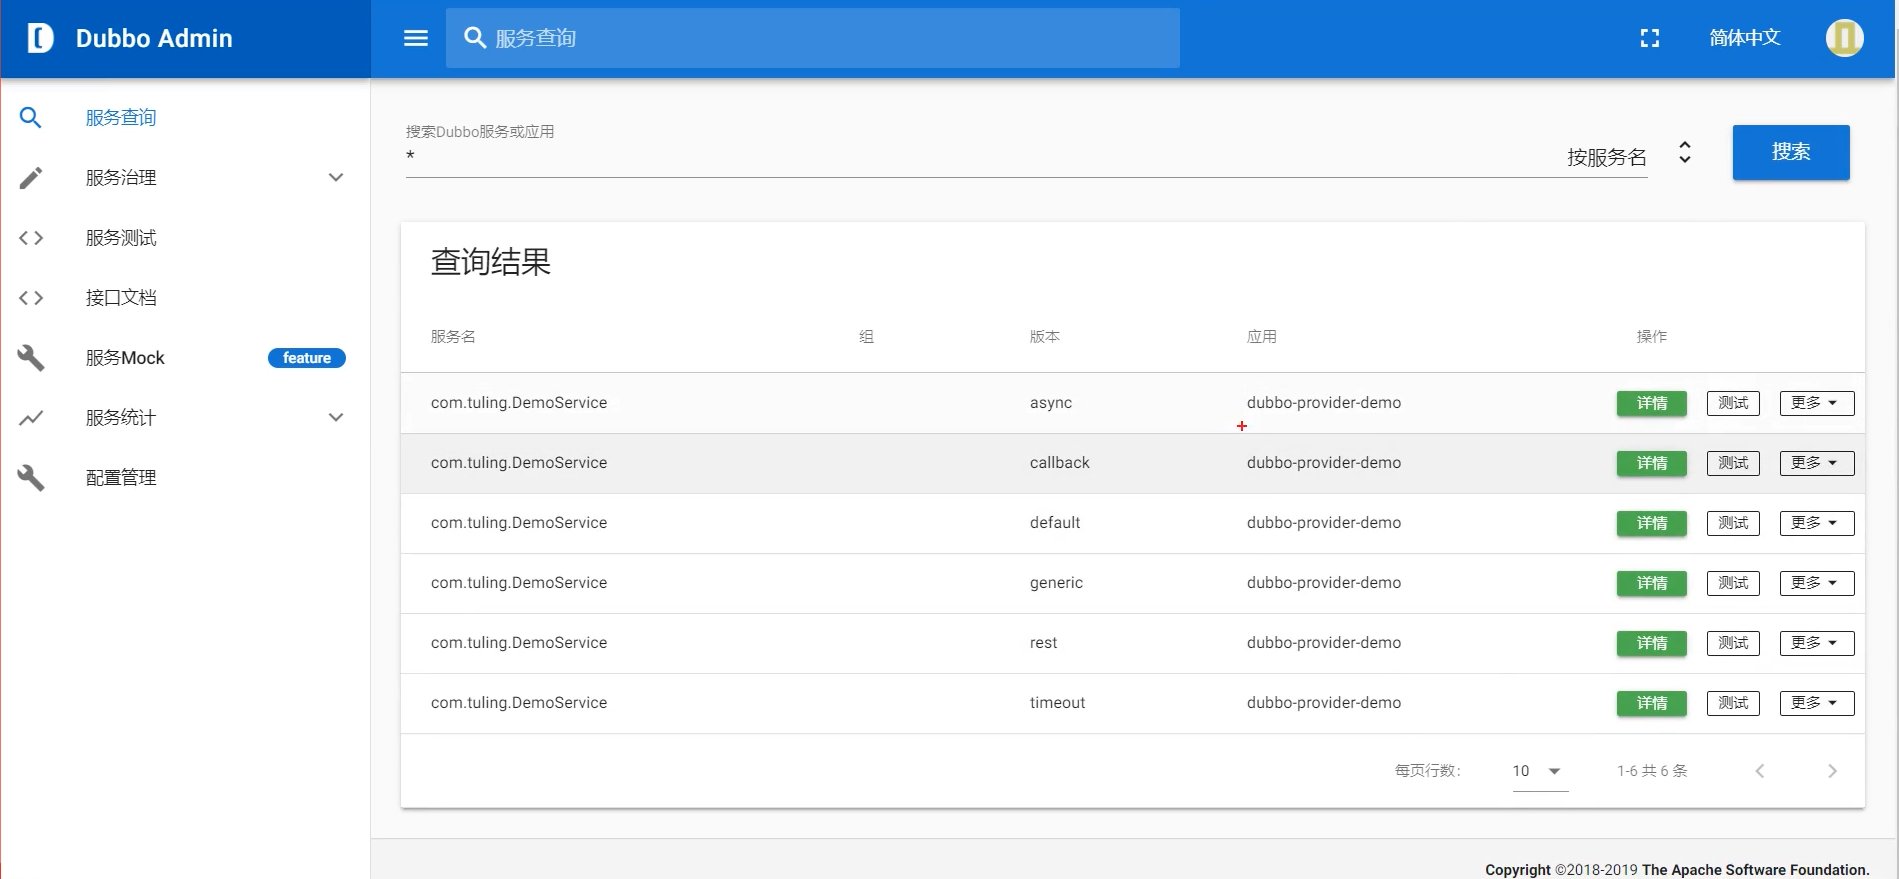 Dubbo Admin
服务查询
简体中文
服务查询
服务治理
服务测试
接口文档
服务Mock feature
服务统计
配置管理
搜索Dubbo服务或应用
* 按服务名 搜索
查询结果
服务名 组 版本 应用 操作
com.tuling.DemoService async dubbo-provider-demo 详情 测试 更多
com.tuling.DemoService callback dubbo-provider-demo 详情 测试 更多
com.tuling.DemoService default dubbo-provider-demo 详情 测试 更多
com.tuling.DemoService generic dubbo-provider-demo 详情 测试 更多
com.tuling.DemoService rest dubbo-provider-demo 详情 测试 更多
com.tuling.DemoService timeout dubbo-provider-demo 详情 测试 更多
每页行数: 10 1-6 共 6 条
Copyright ©2018-2019 The Apache Software Foundation.